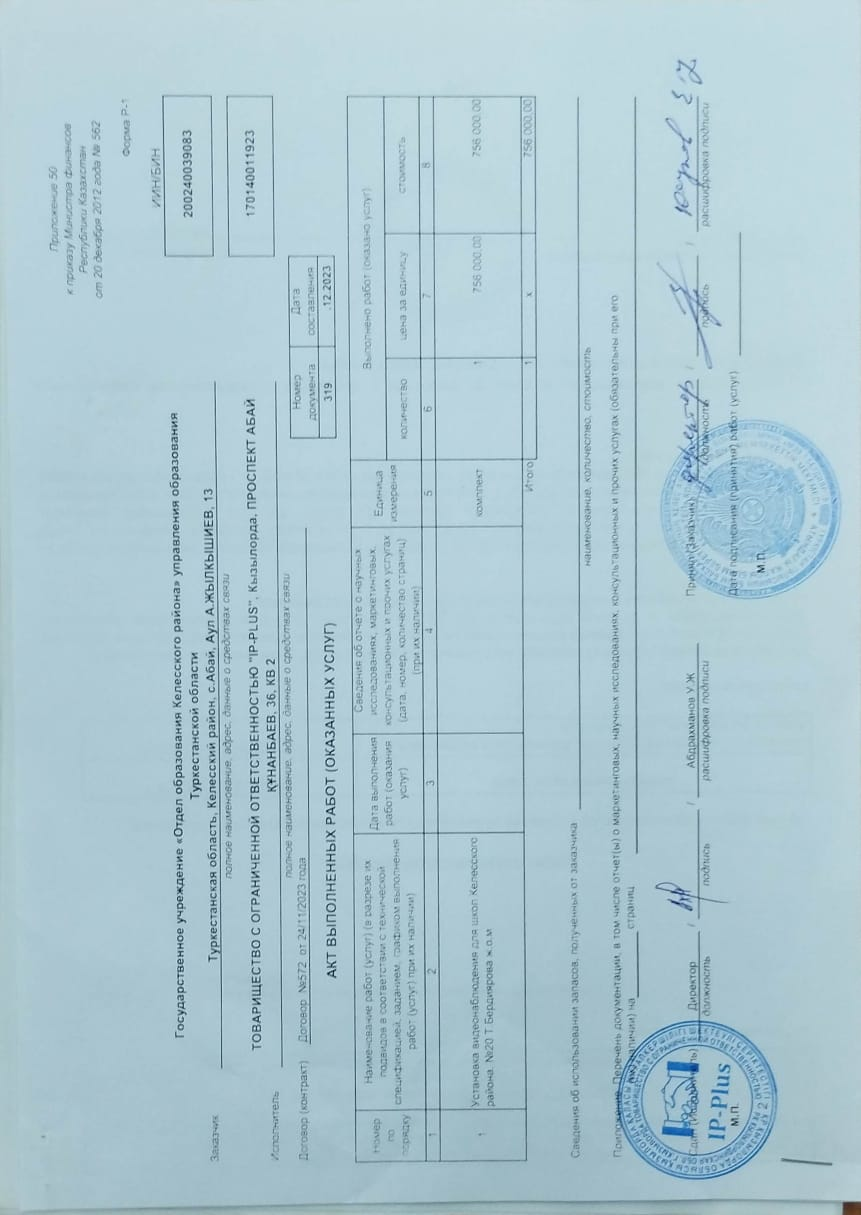 Приложение 50
к приказу Министра финансов
Республики Казахстан
от 20 декабря 2012 года № 562
Форма Р-1
ИИН/БИН
Государственное учреждение «Отдел образования Келесского района» управления образования
Туркестанской области
200240039083
Заказчик Туркестанская область, Келесский район, с.Абай, Аул А.ЖЫЛКЫШИЕВ, 13
полное наименование, адрес, данные о средствах связи
ТОВАРИЩЕСТВО С ОГРАНИЧЕННОЙ ОТВЕТСТВЕННОСТЬЮ "IP-PLUS", Кызылорда, ПРОСПЕКТ АБАЙ
170140011923
Исполнитель КҰНАНБАЕВ, 36, КВ 2
полное наименование, адрес, данные о средствах связи
Договор (контракт) Договор №572 от 24/11/2023 года
Номер документа
Дата составления
319
.12.2023
АКТ ВЫПОЛНЕННЫХ РАБОТ (ОКАЗАННЫХ УСЛУГ)
Номер по порядку
Наименование работ (услуг) (в разрезе их подвидов в соответствии с технической спецификацией, заданием, графиком выполнения работ (услуг) при их наличии)
Дата выполнения работ (оказания услуг)
Сведения об отчете о научных исследованиях, маркетинговых, консультационных и прочих услугах (дата, номер, количество страниц) (при их наличии)
Единица измерения
Выполнено работ (оказано услуг)
количество
цена за единицу
стоимость
1 2 3 4 5 6 7 8
1 Установка видеонаблюдения для школ Келесского комплект 1 756 000,00 756 000,00
района. №20 Т.Бердиярова ж.о.м
Итого 1 х 756 000,00
Сведения об использовании запасов, полученных от заказчика
наименование, количество, стоимость
Приложение: Перечень документации, в том числе отчет(ы) о маркетинговых, научных исследованиях, консультационных и прочих услугах (обязательны при его
наличии) на страниц
Сдал (Исполнитель) Директор / / Абдрахманов У.Ж
должность подпись расшифровка подписи
Принял (Заказчик) директор / /
должность подпись расшифровка подписи
Дата подписания (принятия) работ (услуг)
IP-Plus
М.П.
М.П.